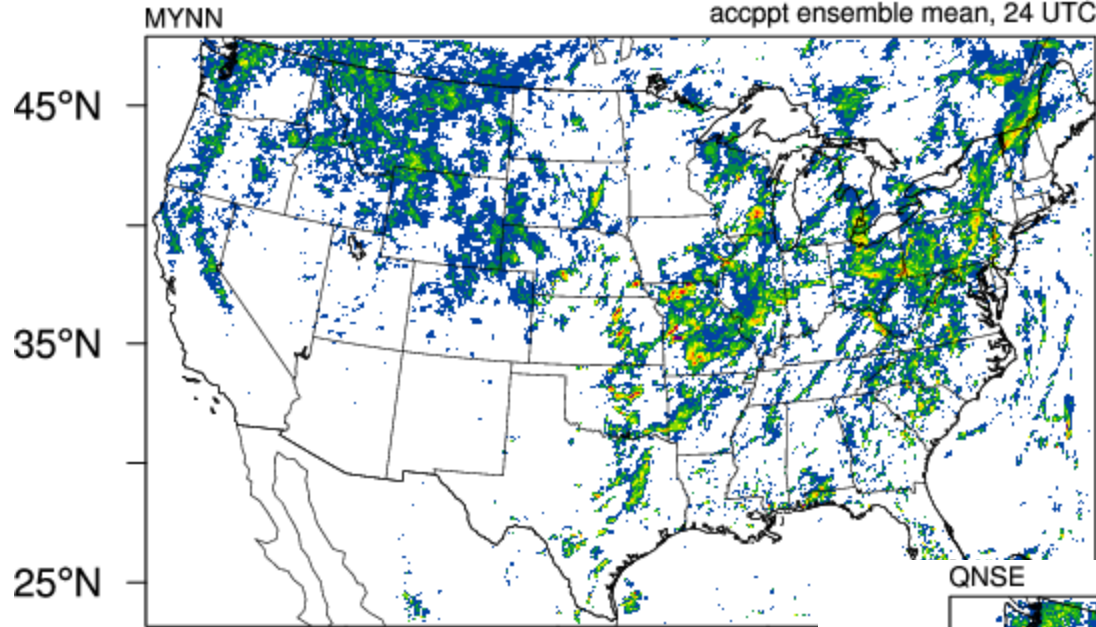 MYNN
accppt ensemble mean, 24 UTC
45°N
35°N
25°N
QNSE